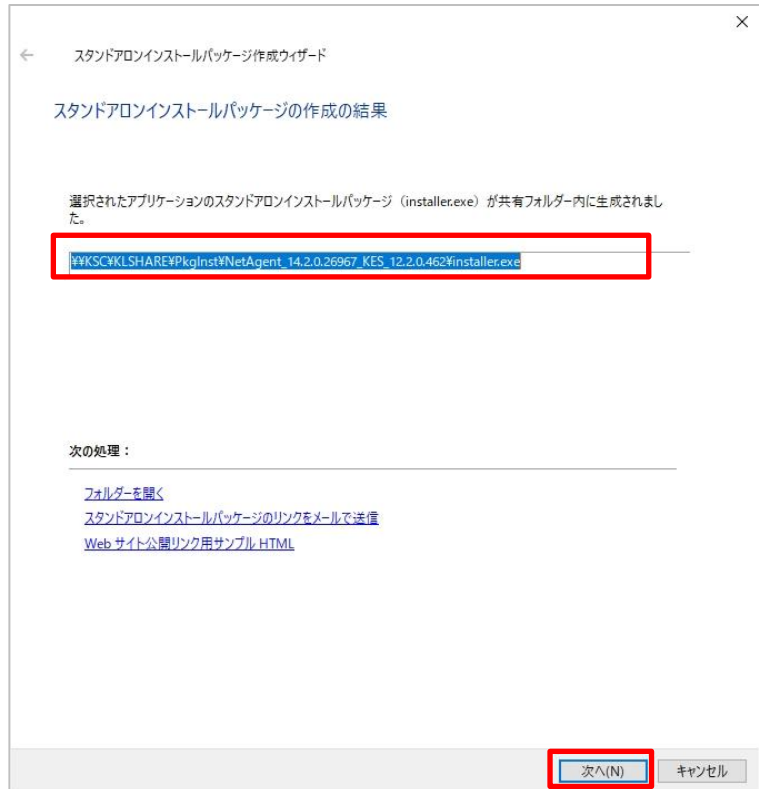 スタンドアロンインストールパッケージ作成ウィザード
スタンドアロンインストールパッケージの作成の結果
選択されたアプリケーションのスタンドアロンインストールパッケージ（installer.exe）が共有フォルダー内に生成されまし
た。
¥¥KSC¥KLSHARE¥PkgInst¥NetAgent_14.2.0.26967_KES_12.2.0.462¥installer.exe
次の処理：
フォルダーを開く
スタンドアロンインストールパッケージのリンクをメールで送信
Web サイト公開リンク用サンプル HTML
次へ(N)
キャンセル